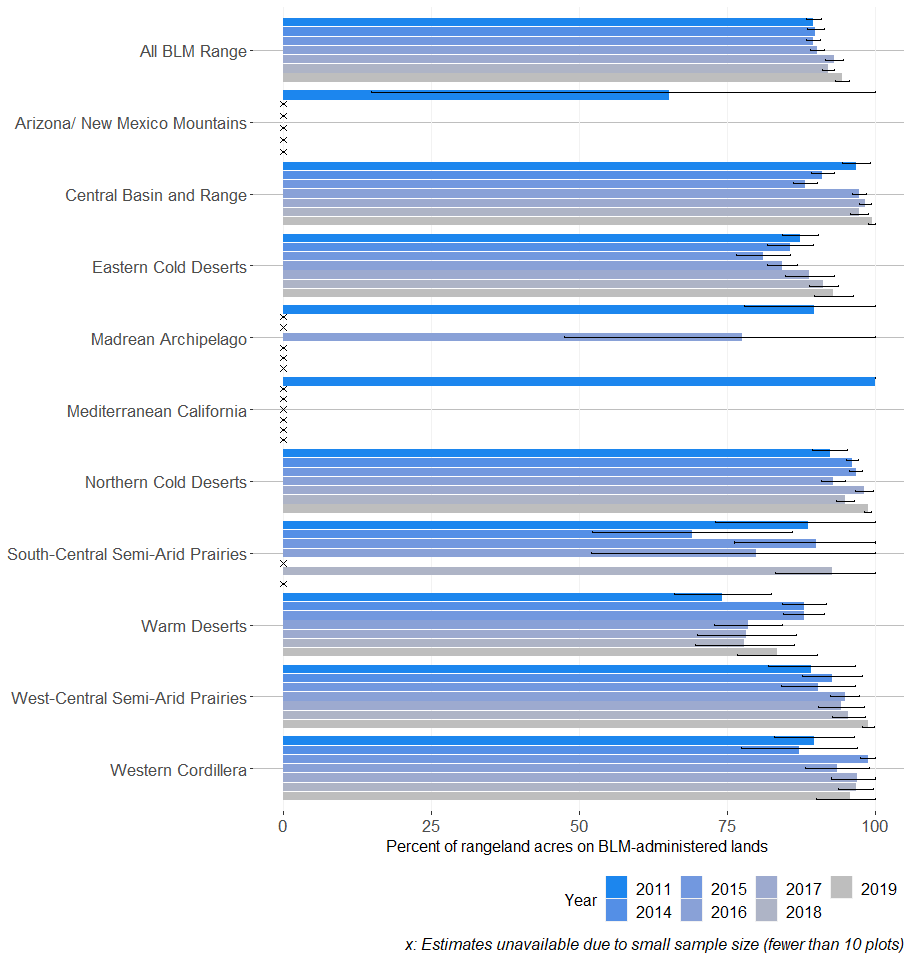 All BLM Range
Arizona/ New Mexico Mountains
Central Basin and Range
Eastern Cold Deserts
Madrean Archipelago
Mediterranean California
Northern Cold Deserts
South-Central Semi-Arid Prairies
Warm Deserts
West-Central Semi-Arid Prairies
Western Cordillera
0 25 50 75 100
Percent of rangeland acres on BLM-administered lands
Year
2011 2015 2017 2019
2014 2016 2018
x: Estimates unavailable due to small sample size (fewer than 10 plots)